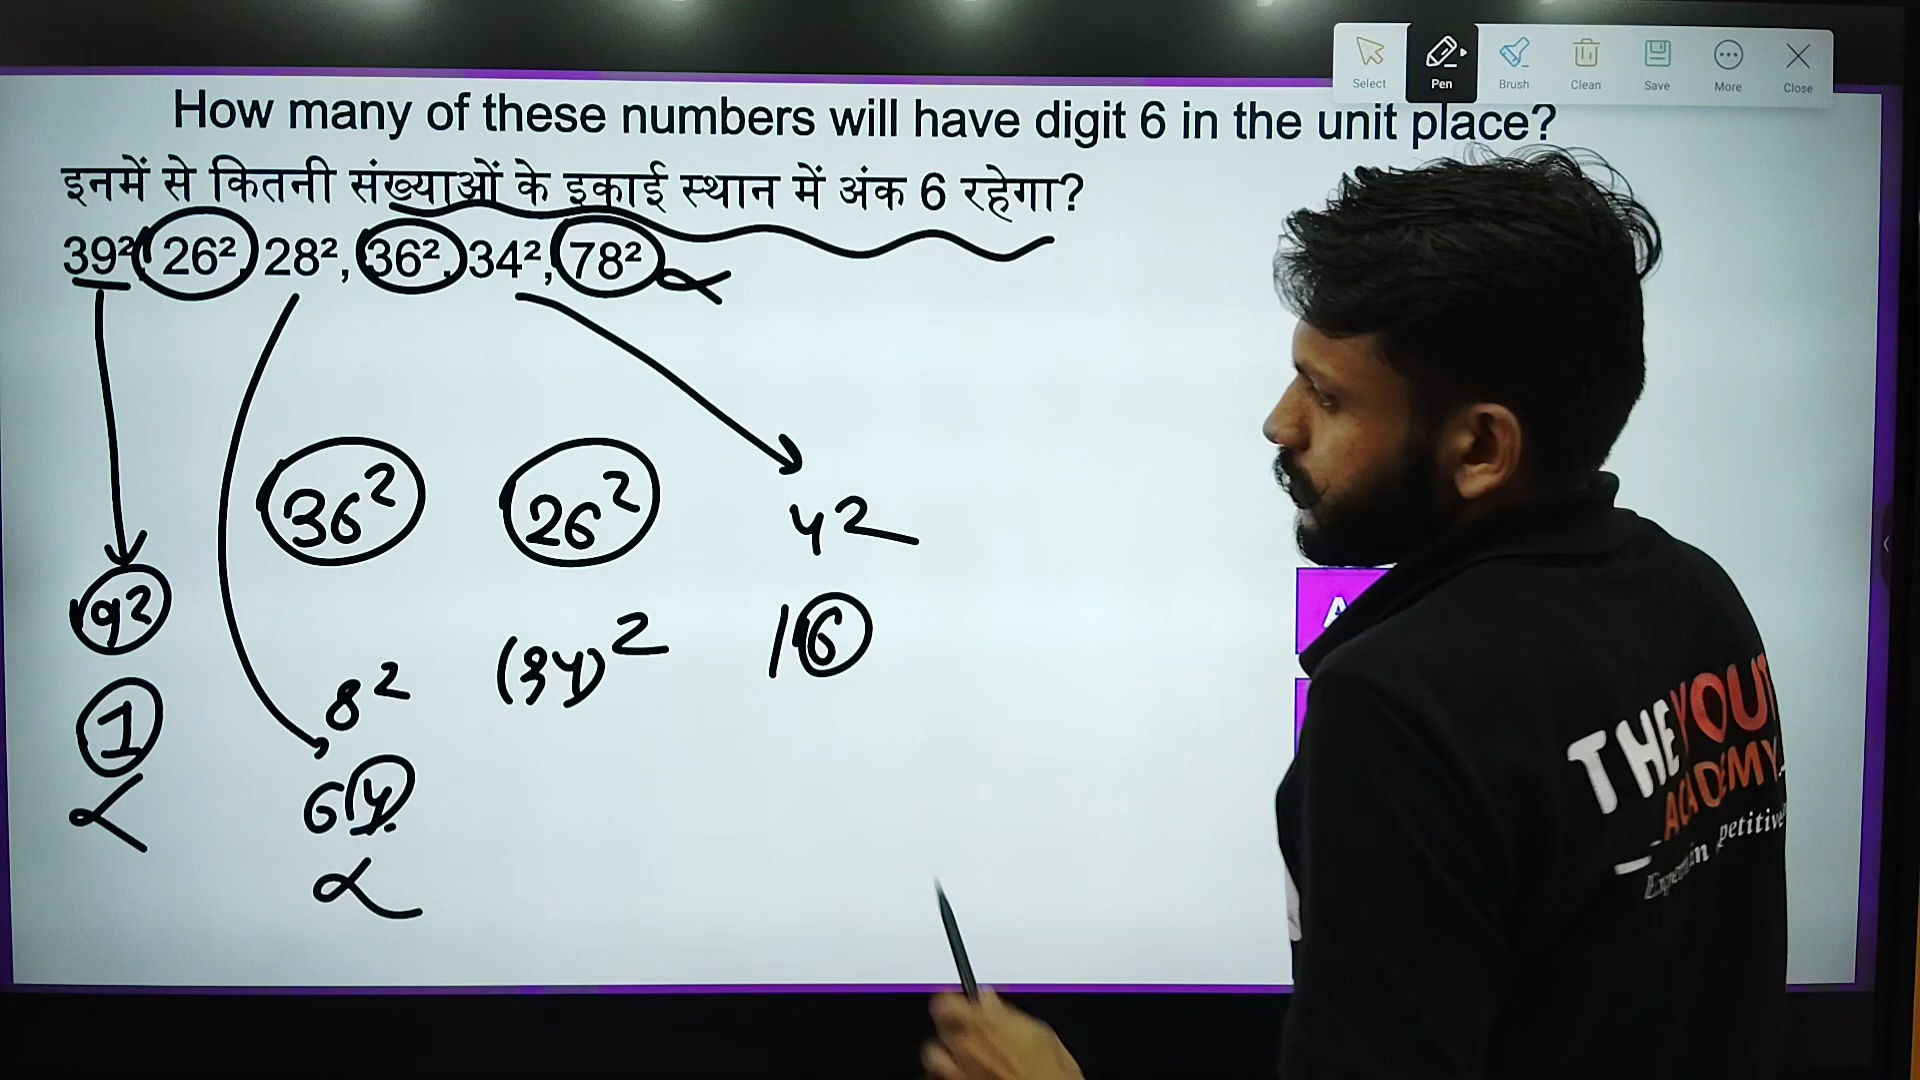 Select Pen Brush Clean Save More Close
How many of these numbers will have digit 6 in the unit place?
इनमें से कितनी संख्याओं के इकाई स्थान में अंक 6 रहेगा?
39², 26², 28², 36², 34², 78²
36² 26² 4²
9² 8² (34)² 16
1 64
A
THE YOUT
ACADEMY
petitive